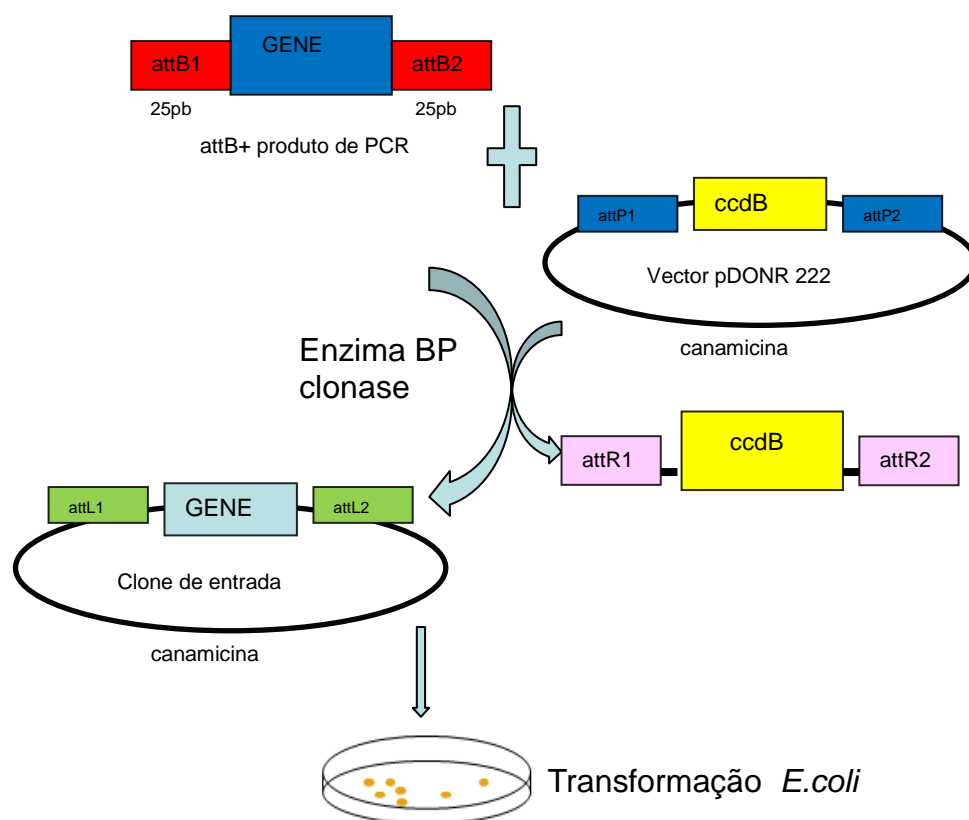 attB1
GENE
attB2
25pb
25pb
attB+ produto de PCR
attP1
ccdB
attP2
Vector pDONR 222
canamicina
Enzima BP
clonase
attR1
ccdB
attR2
attL1
GENE
attL2
Clone de entrada
canamicina
Transformação E.coli